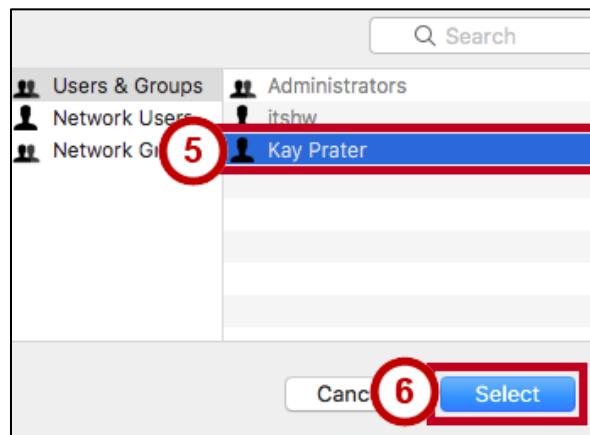 Search
Users & Groups
Administrators
Network Users
itshw
Network Gr
5
Kay Prater
Canc
6
Select